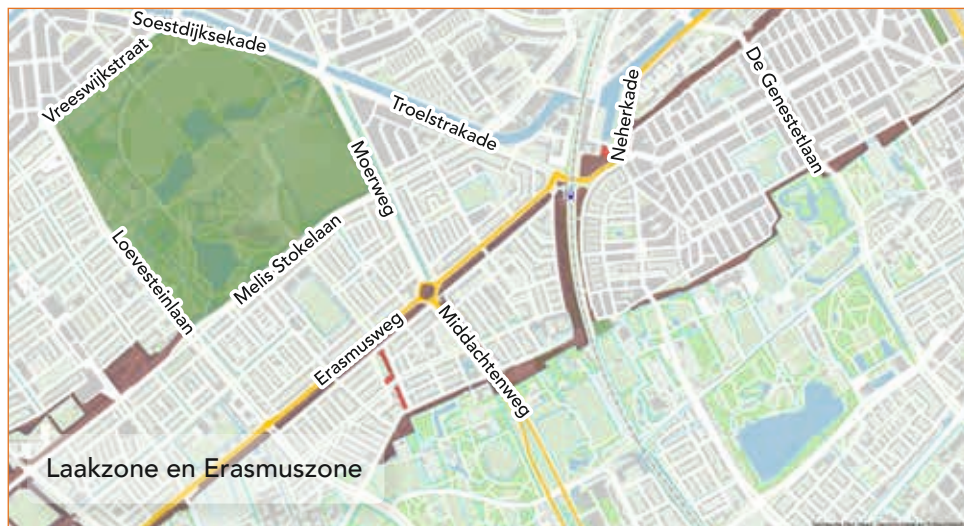 Soestdijksekade
Vreeswijkstraat
Troelstrakade
Neherkade
De Genestetlaan
Moerweg
Loevesteinlaan
Melis Stokelaan
Erasmusweg
Middachtenweg
Laakzone en Erasmuszone